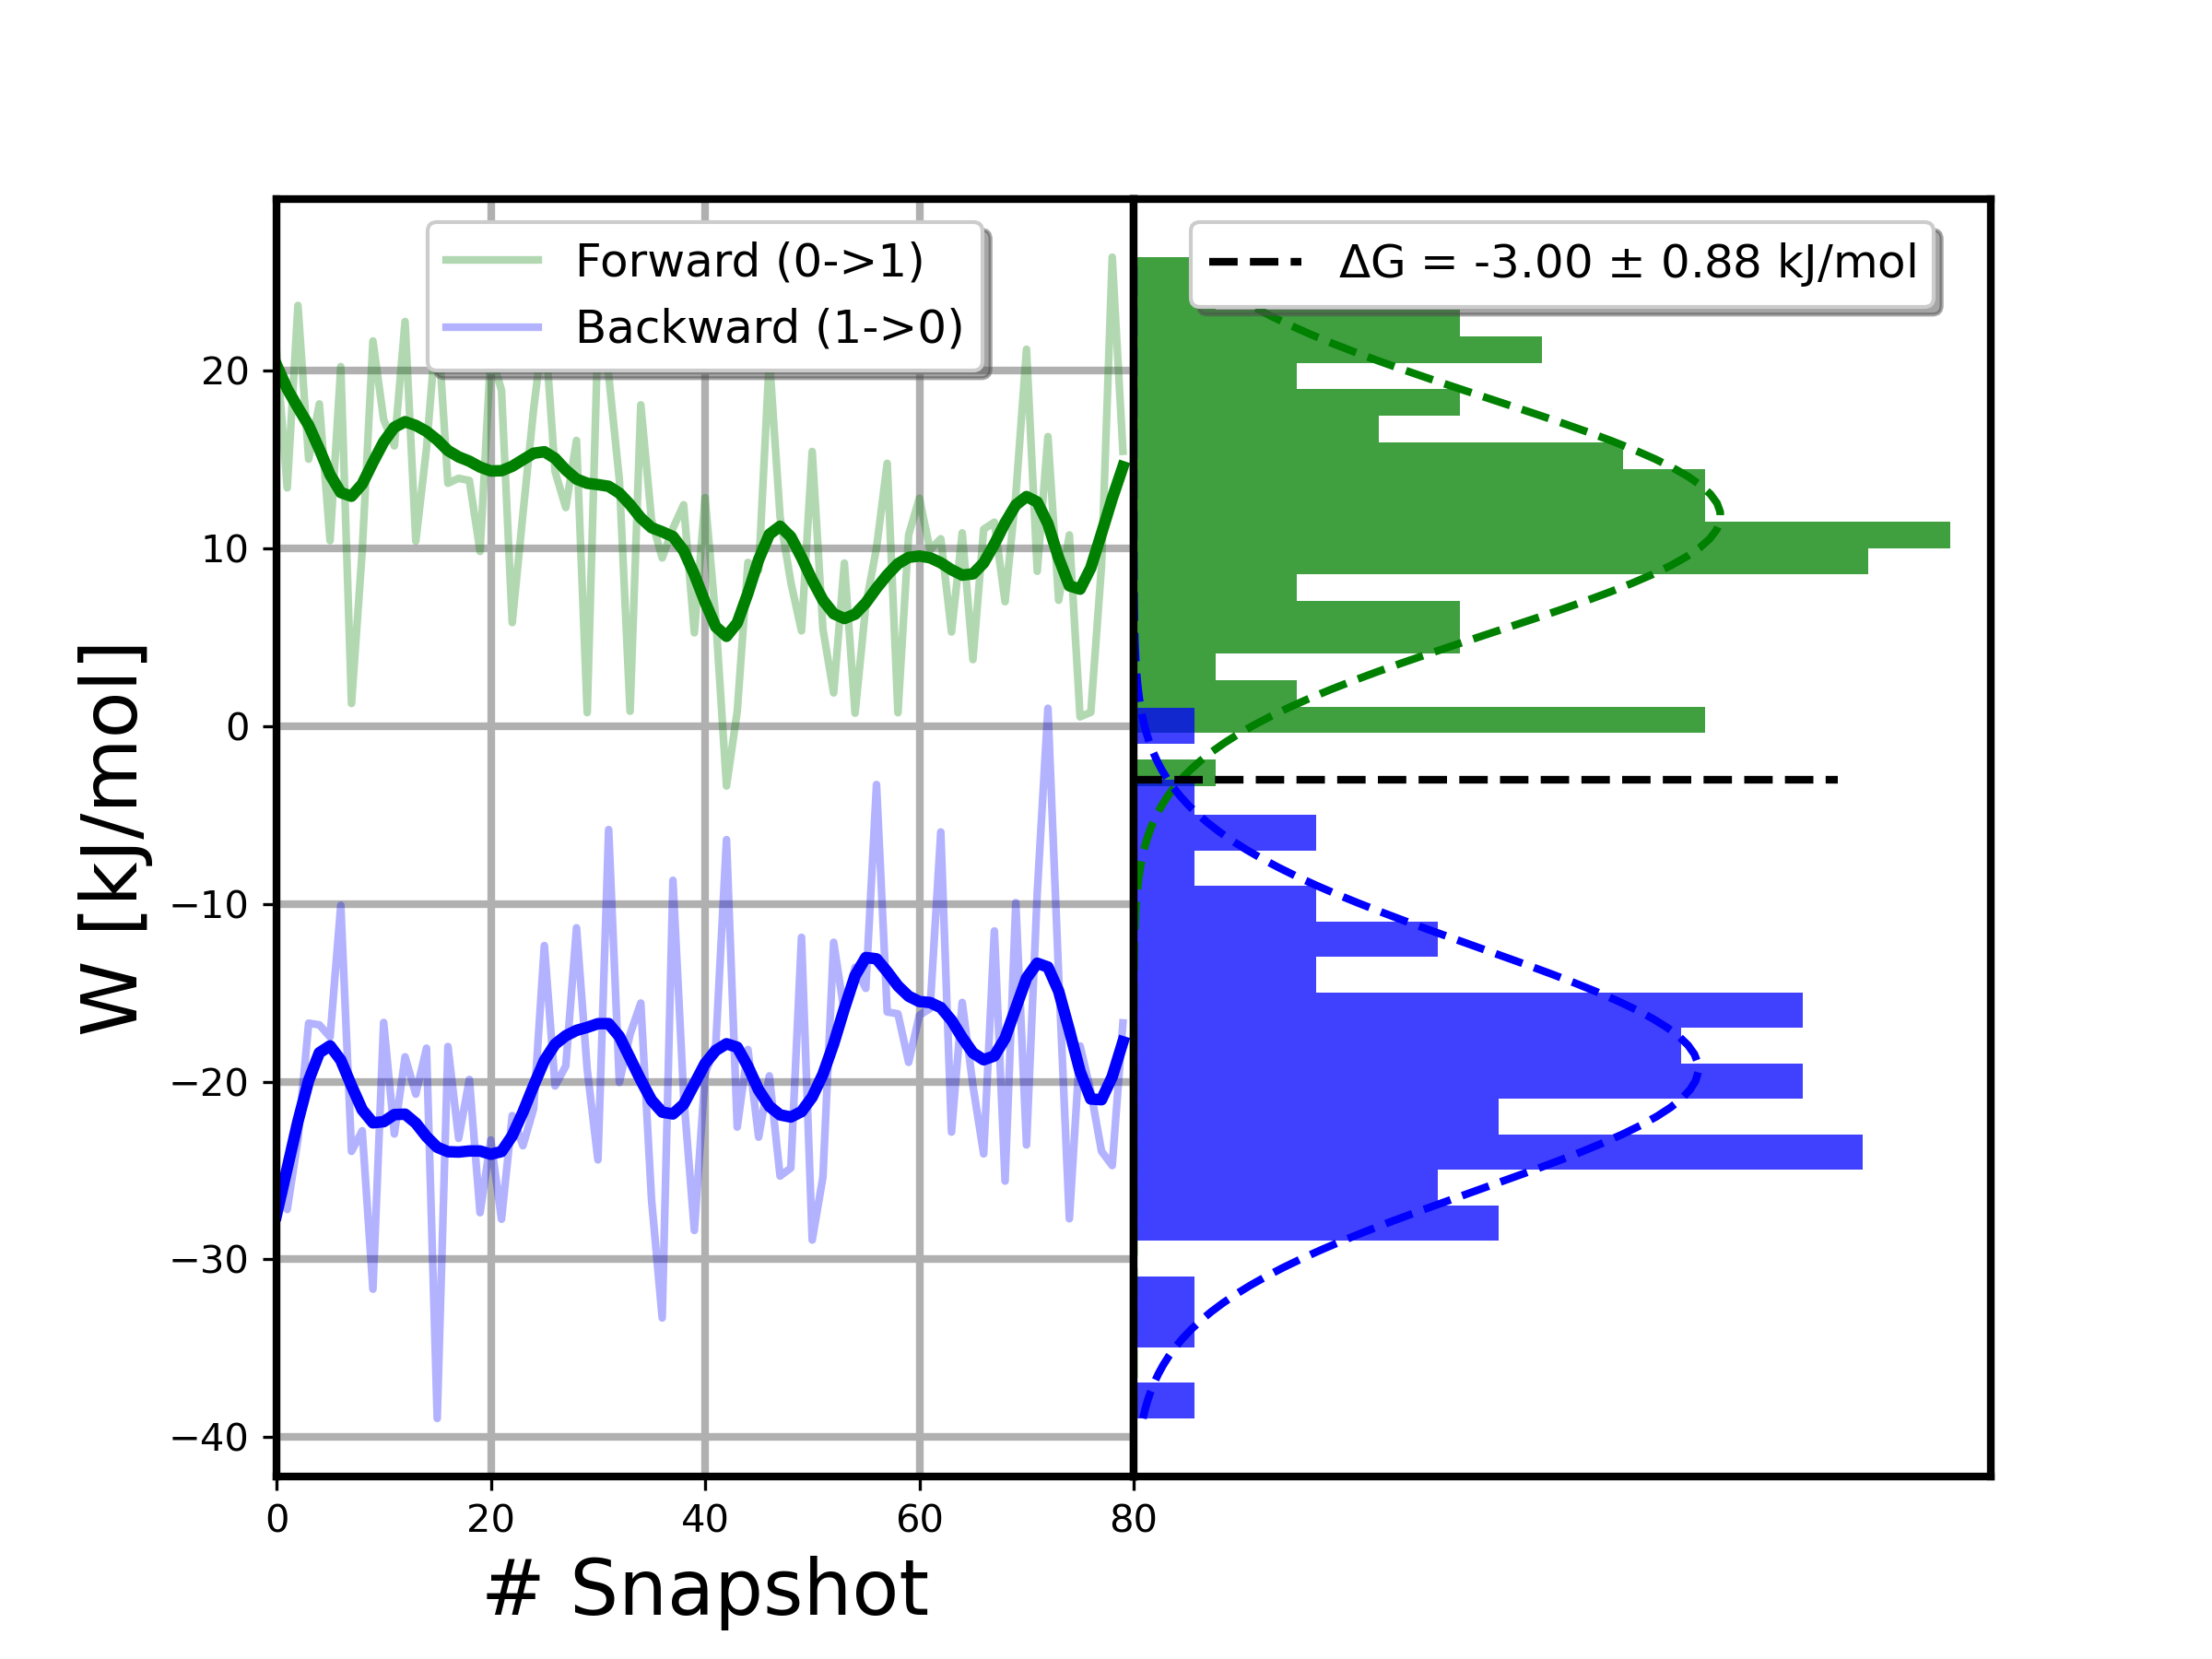 Forward (0->1)
Backward (1->0)
ΔG = -3.00 ± 0.88 kJ/mol
W [kJ/mol]
20
10
0
−10
−20
−30
−40
0 20 40 60 80
# Snapshot